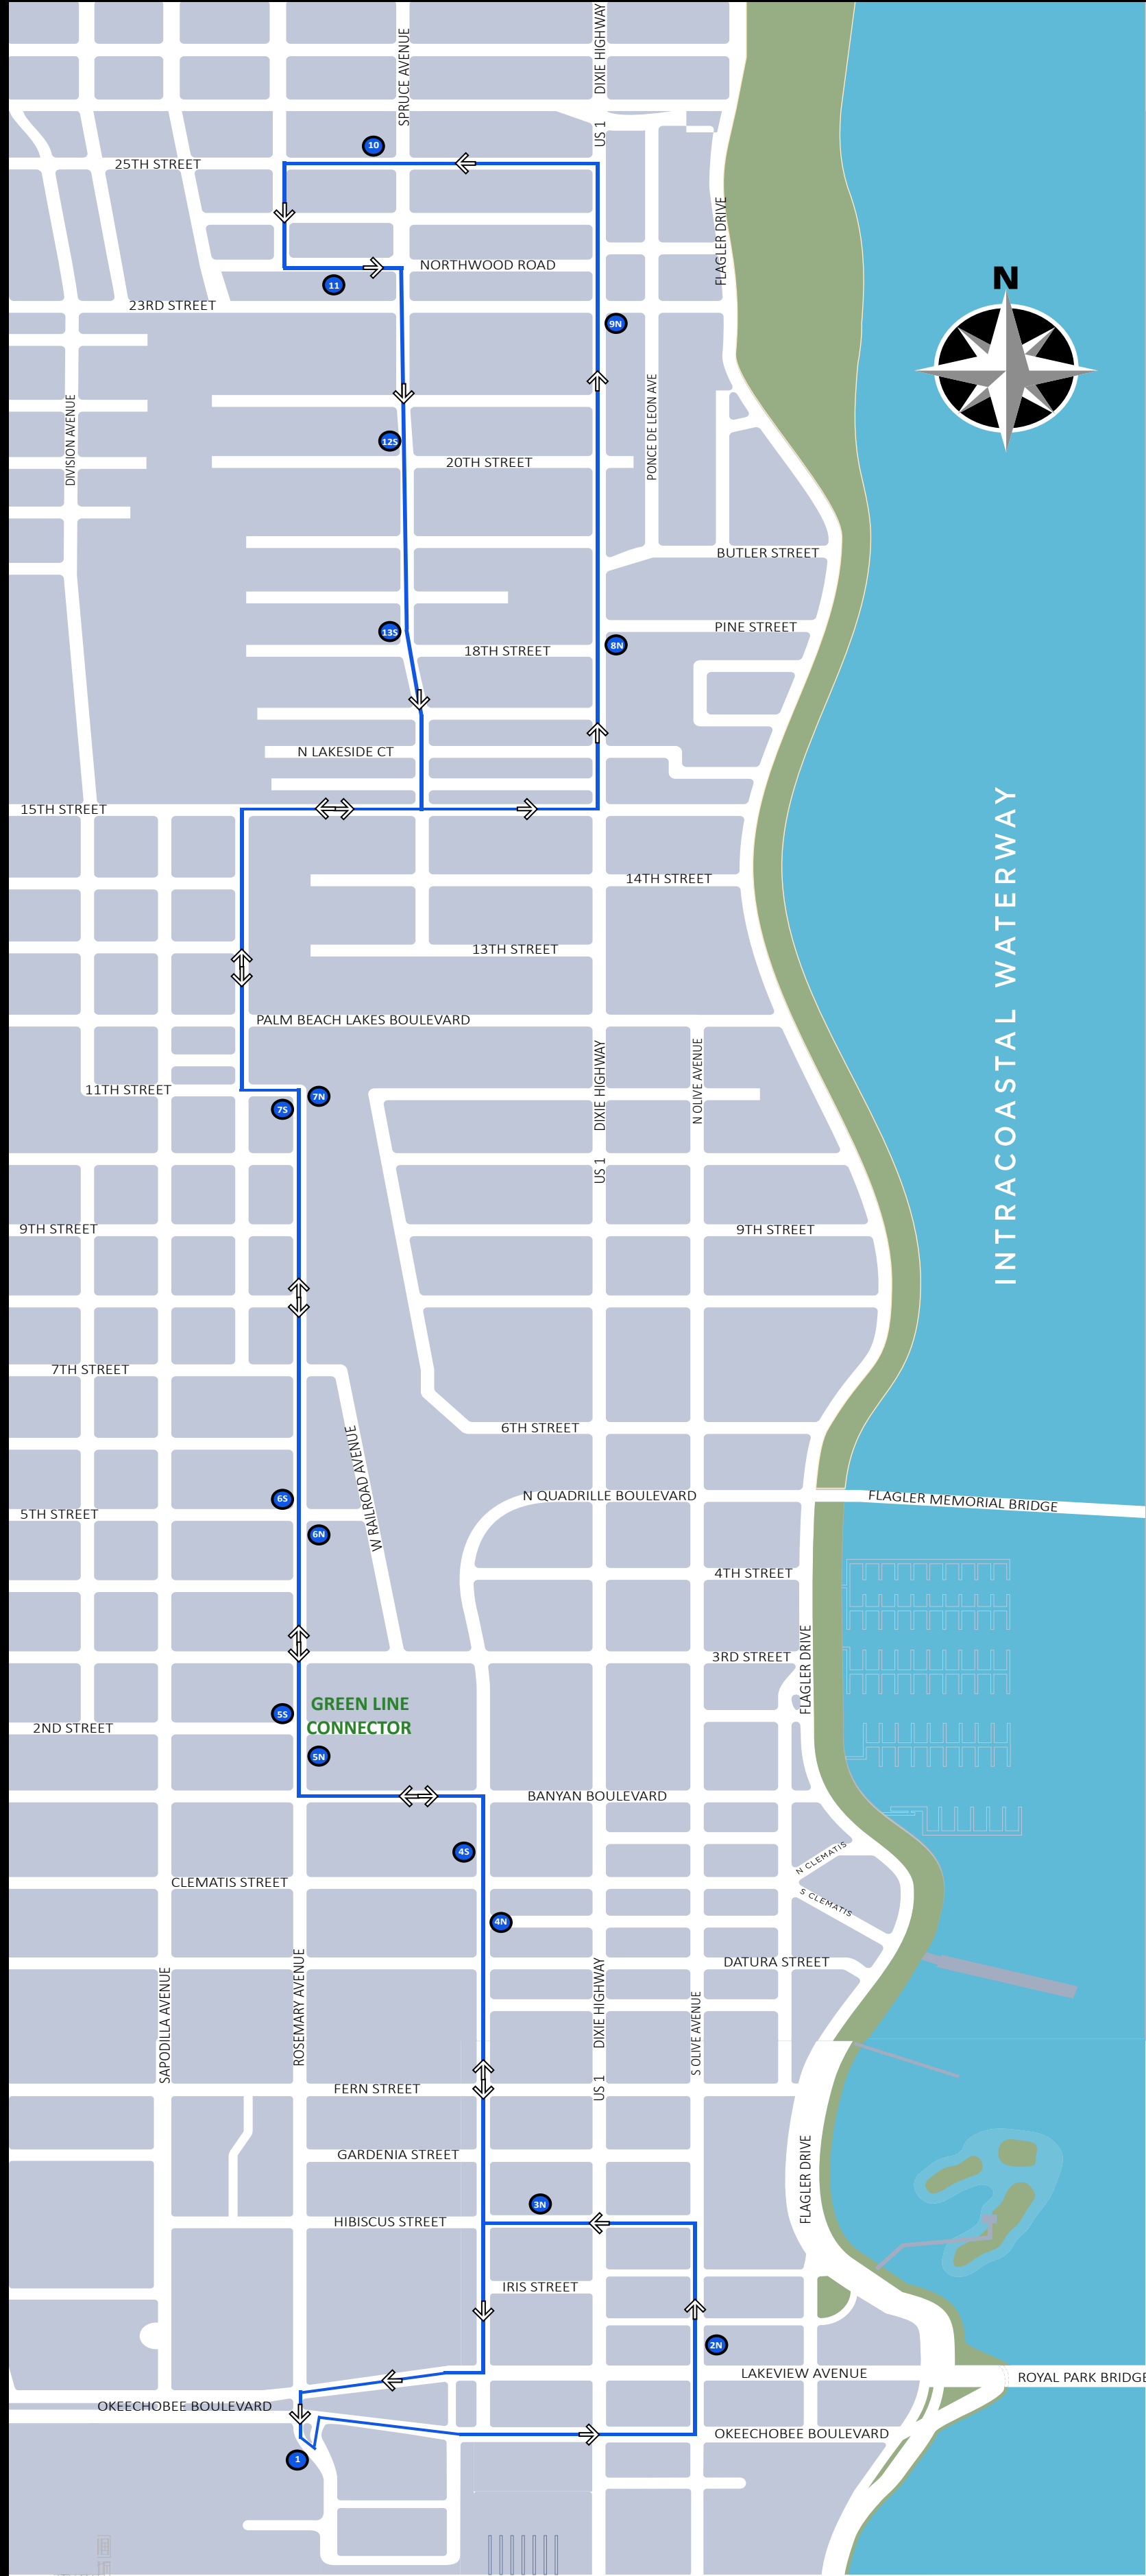 SPRUCE AVENUE
DIXIE HIGHWAY
US 1
10
25TH STREET
FLAGLER DRIVE
NORTHWOOD ROAD
N
11
23RD STREET
9N
PONCE DE LEON AVE
DIVISION AVENUE
12S
20TH STREET
BUTLER STREET
PINE STREET
13S
8N
18TH STREET
N LAKESIDE CT
15TH STREET
INTRACOASTAL WATERWAY
14TH STREET
13TH STREET
PALM BEACH LAKES BOULEVARD
DIXIE HIGHWAY
N OLIVE AVENUE
11TH STREET
7N
7S
US 1
9TH STREET
9TH STREET
7TH STREET
6TH STREET
W RAILROAD AVENUE
N QUADRILLE BOULEVARD
FLAGLER MEMORIAL BRIDGE
6S
5TH STREET
6N
4TH STREET
3RD STREET
FLAGLER DRIVE
GREEN LINE
CONNECTOR
5S
2ND STREET
5N
BANYAN BOULEVARD
4S
N CLEMATIS
CLEMATIS STREET
S CLEMATIS
4N
DATURA STREET
SAPODILLA AVENUE
ROSEMARY AVENUE
DIXIE HIGHWAY
S OLIVE AVENUE
FERN STREET
US 1
GARDENIA STREET
FLAGLER DRIVE
3N
HIBISCUS STREET
IRIS STREET
2N
LAKEVIEW AVENUE
ROYAL PARK BRIDGE
OKEECHOBEE BOULEVARD
OKEECHOBEE BOULEVARD
1